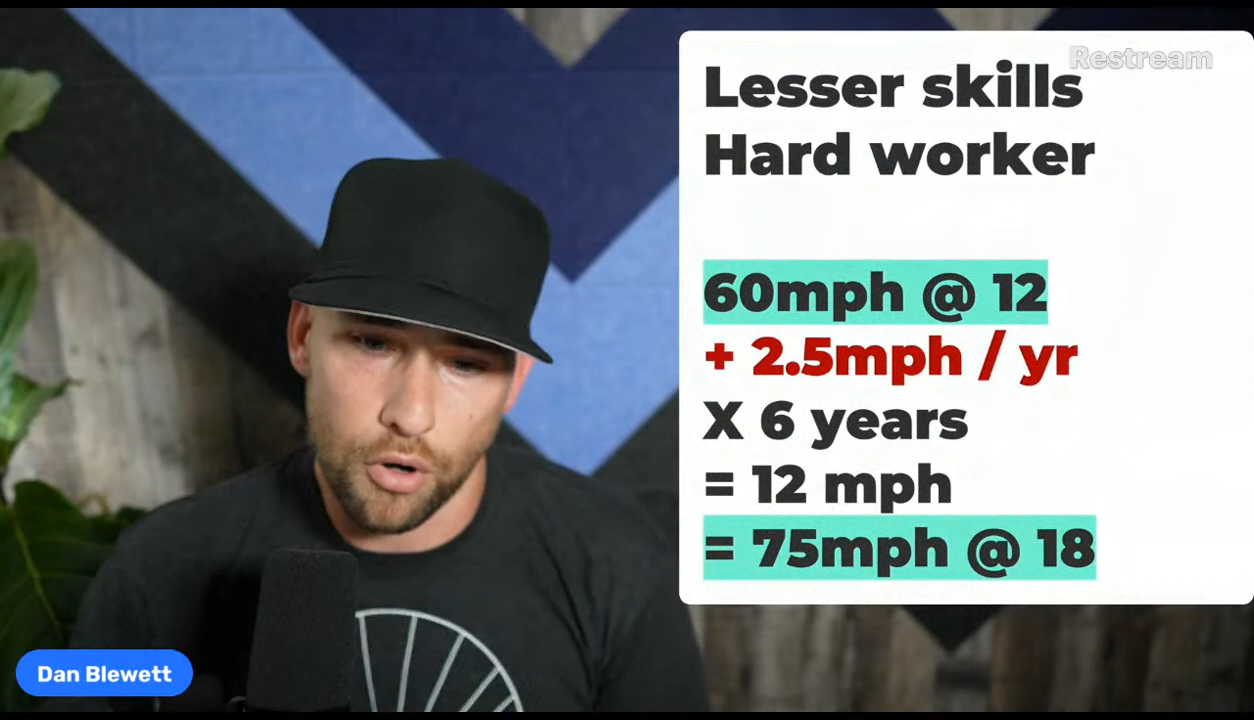 Restream
Lesser skills
Hard worker
60mph @ 12
+ 2.5mph / yr
X 6 years
= 12 mph
= 75mph @ 18
Dan Blewett